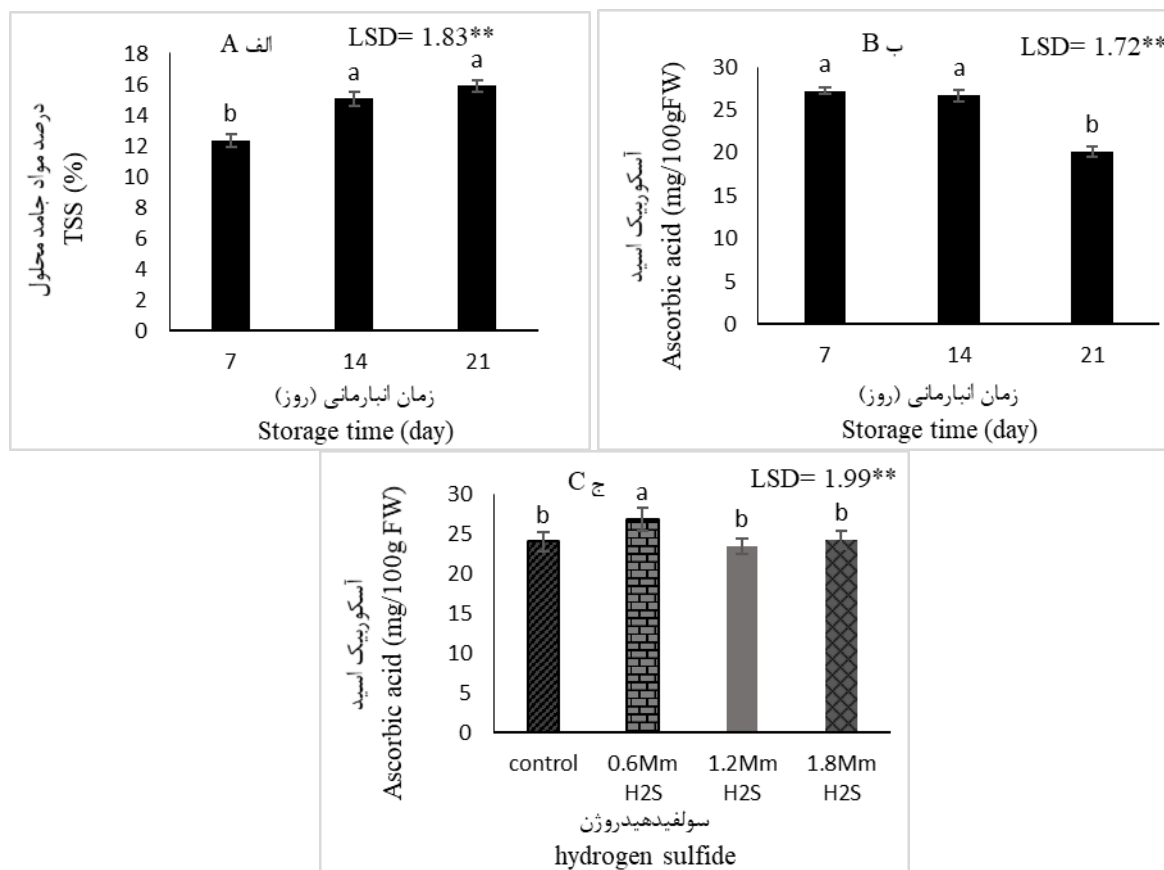 الف A
LSD= 1.83**
درصد مواد جامد محلول
TSS (%)
18
16
14
12
10
8
6
4
2
0
b
a
a
7 14 21
زمان انبارمانی (روز)
Storage time (day)
ب B
LSD= 1.72**
آسکوربیک اسید
Ascorbic acid (mg/100gFW)
30
25
20
15
10
5
0
a
a
b
7 14 21
زمان انبارمانی (روز)
Storage time (day)
ج C
LSD= 1.99**
آسکوربیک اسید
Ascorbic acid (mg/100g FW)
30
25
20
15
10
5
0
b
a
b
b
control 0.6Mm 1.2Mm 1.8Mm
H2S H2S H2S
سولفیدهیدروژن
hydrogen sulfide